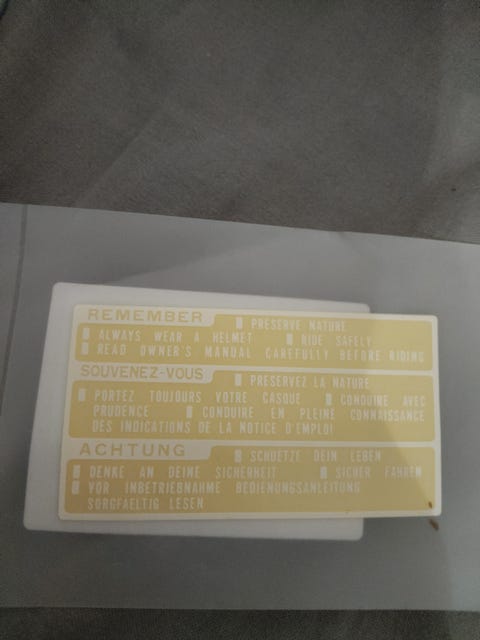 REMEMBER ▮ PRESERVE NATURE
▮ ALWAYS WEAR A HELMET ▮ RIDE SAFELY
▮ READ OWNER'S MANUAL CAREFULLY BEFORE RIDING
SOUVENEZ-VOUS ▮ PRESERVEZ LA NATURE
▮ PORTEZ TOUJOURS VOTRE CASQUE ▮ CONDUIRE AVEC
PRUDENCE ▮ CONDUIRE EN PLEINE CONNAISSANCE
DES INDICATIONS DE LA NOTICE D'EMPLOI
ACHTUNG ▮ SCHUETZE DEIN LEBEN
▮ DENKE AN DEINE SICHERHEIT ▮ SICHER FAHREN
▮ VOR INBETRIEBNAHME BEDIENUNGSANLEITUNG
SORGFAELTIG LESEN